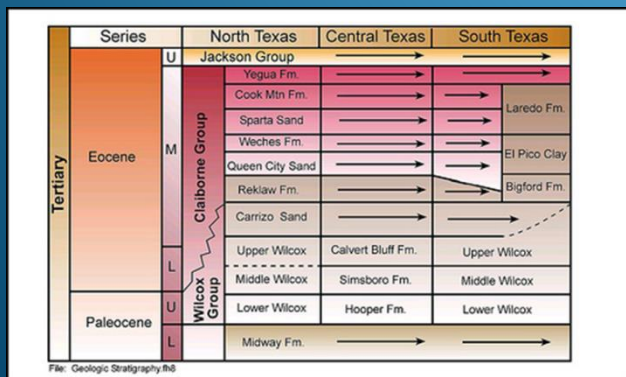 Series North Texas Central Texas South Texas
Tertiary
Eocene
U
Jackson Group
M
Claiborne Group
Yegua Fm.
Cook Mtn Fm.
Laredo Fm.
Sparta Sand
Weches Fm.
El Pico Clay
Queen City Sand
Reklaw Fm.
Bigford Fm.
Carrizo Sand
L
Wilcox Group
Upper Wilcox Calvert Bluff Fm. Upper Wilcox
Middle Wilcox Simsboro Fm. Middle Wilcox
Paleocene
U
Lower Wilcox Hooper Fm. Lower Wilcox
L
Midway Fm.
File: Geologic Stratigraphy.fh8